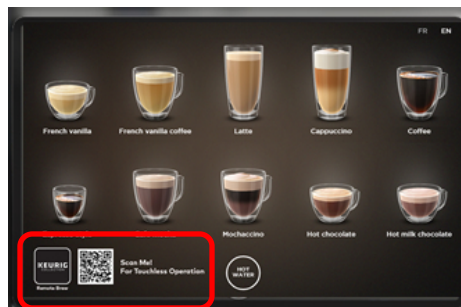 FR EN
French vanilla French vanilla coffee Latte Cappuccino Coffee
Mochaccino Hot chocolate Hot milk chocolate
KEURIG
Scan Me!
For Touchless Operation
HOT
WATER
Remote Brew